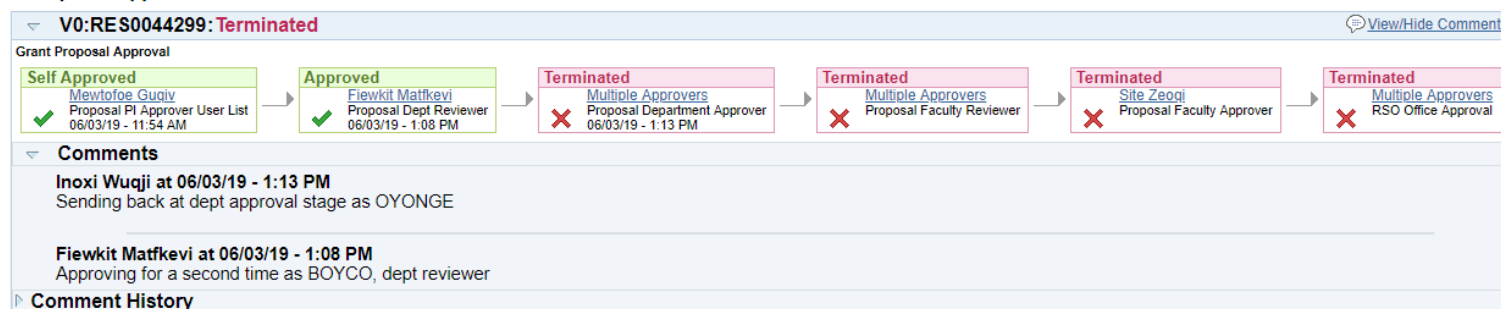 V0:RES0044299: Terminated
View/Hide Comment
Grant Proposal Approval
Self Approved
Mewtofoe Guqiv
Proposal PI Approver User List
06/03/19 - 11:54 AM
Approved
Fiewkit Matfkevi
Proposal Dept Reviewer
06/03/19 - 1:08 PM
Terminated
Multiple Approvers
Proposal Department Approver
06/03/19 - 1:13 PM
Terminated
Multiple Approvers
Proposal Faculty Reviewer
Terminated
Site Zeoqi
Proposal Faculty Approver
Terminated
Multiple Approvers
RSO Office Approval
Comments
Inoxi Wuqji at 06/03/19 - 1:13 PM
Sending back at dept approval stage as OYONGE
Fiewkit Matfkevi at 06/03/19 - 1:08 PM
Approving for a second time as BOYCO, dept reviewer
Comment History